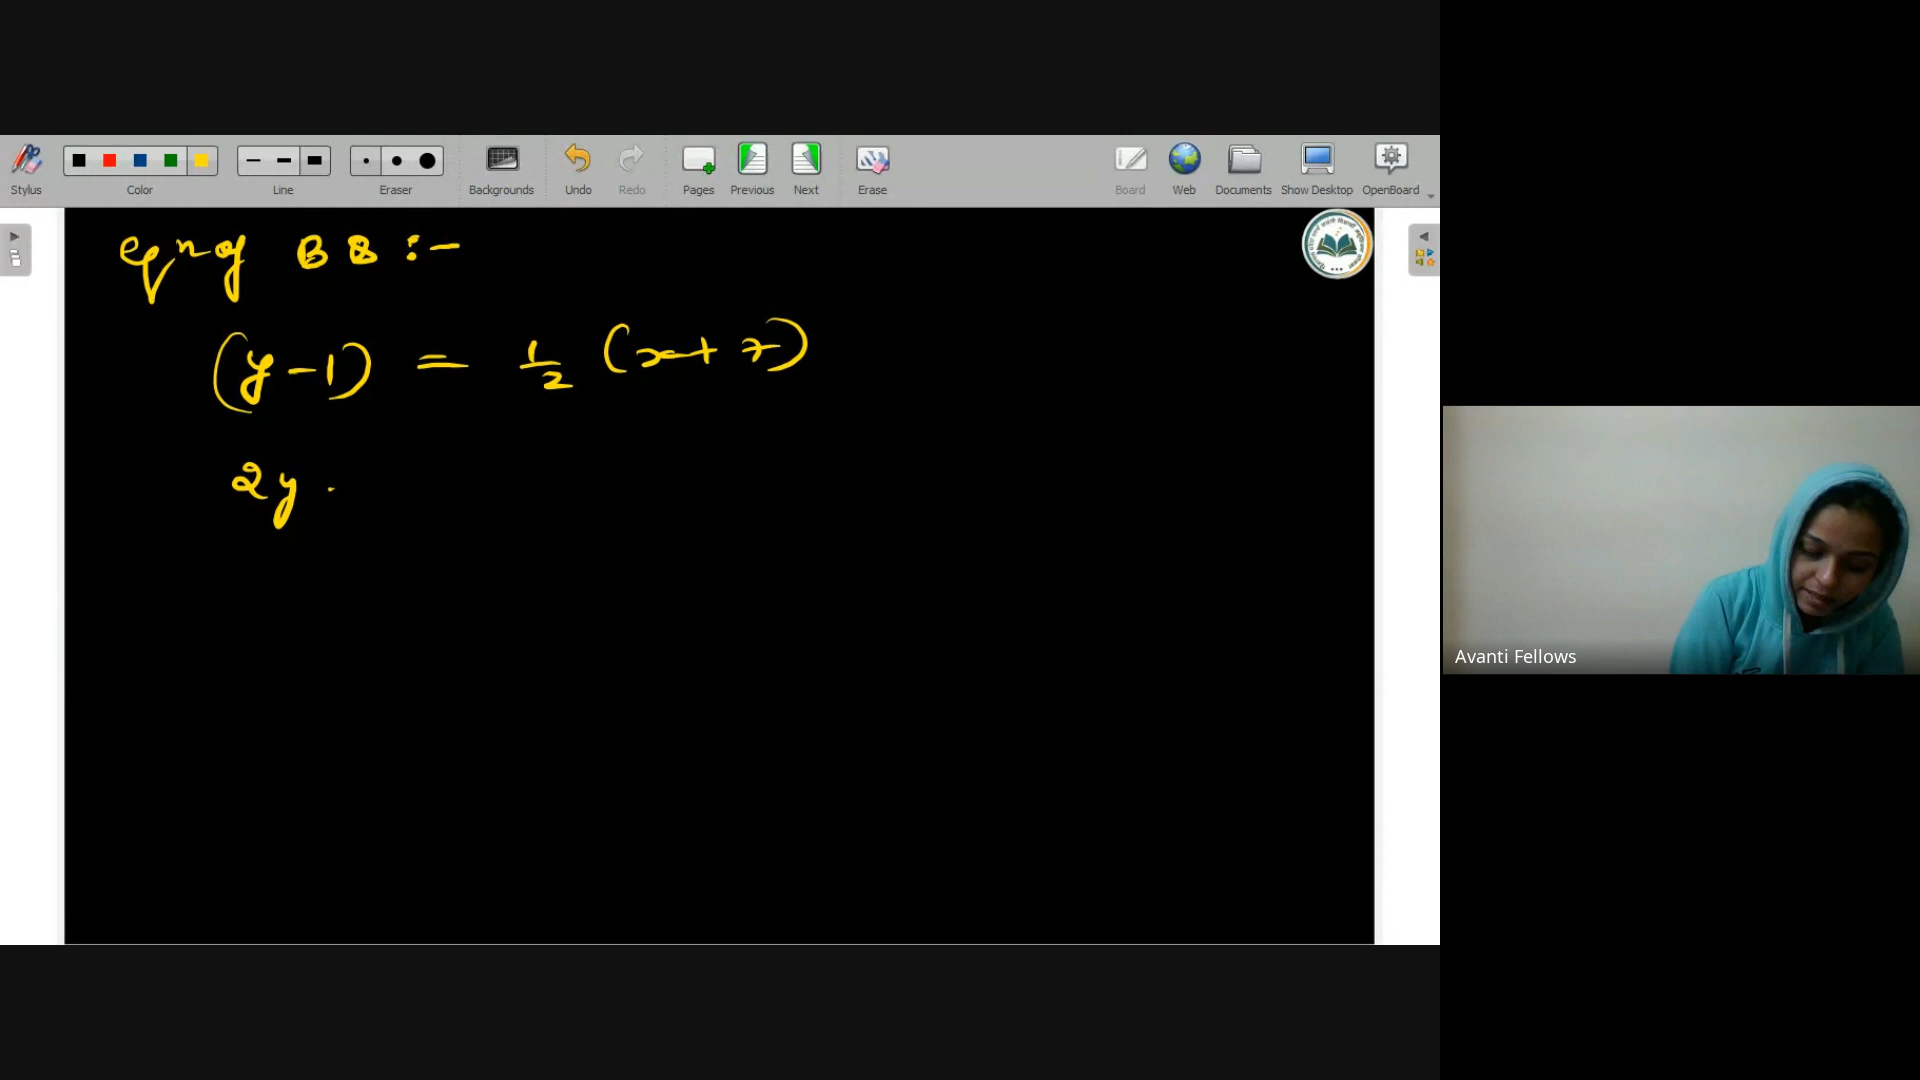 Stylus Color Line Eraser Backgrounds Undo Redo Pages Previous Next Erase Board Web Documents Show Desktop OpenBoard
eqn of BE :-
(y-1) = 1/2 (x+7)
2y -
Avanti Fellows